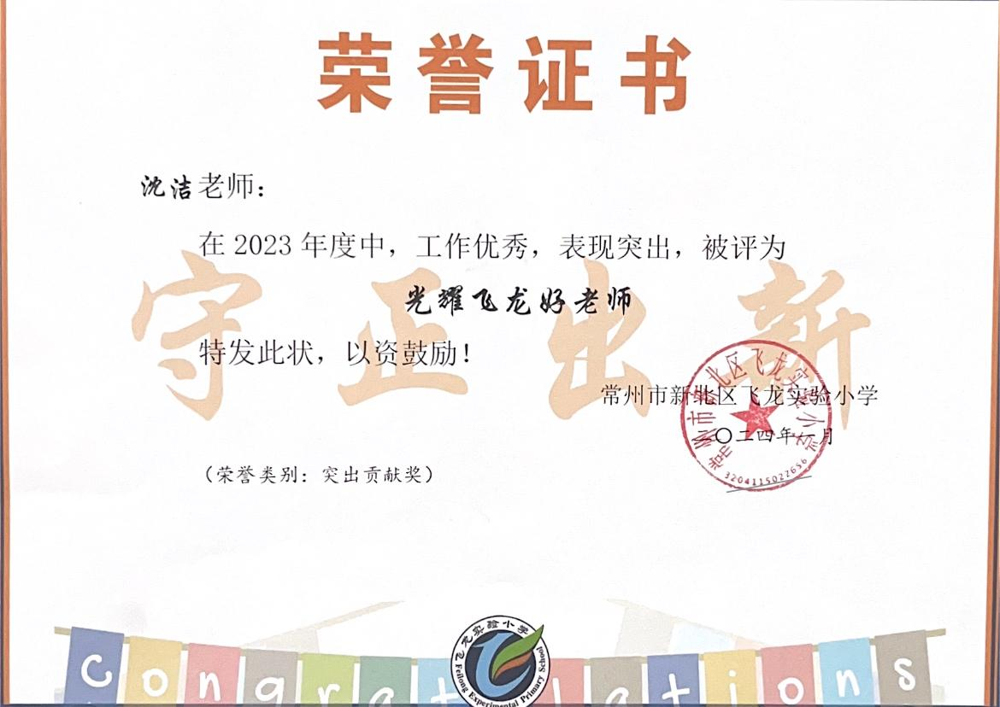 荣誉证书
沈洁老师：
在 2023 年度中，工作优秀，表现突出，被评为
光耀飞龙好老师
特发此状，以资鼓励！
守正出新
常州市新北区飞龙实验小学
二〇二四年一月
常州市新北区飞龙实验小学
3204115022656
（荣誉类别：突出贡献奖）
飞龙实验小学
Feilong Experimental Primary School
Congratulations